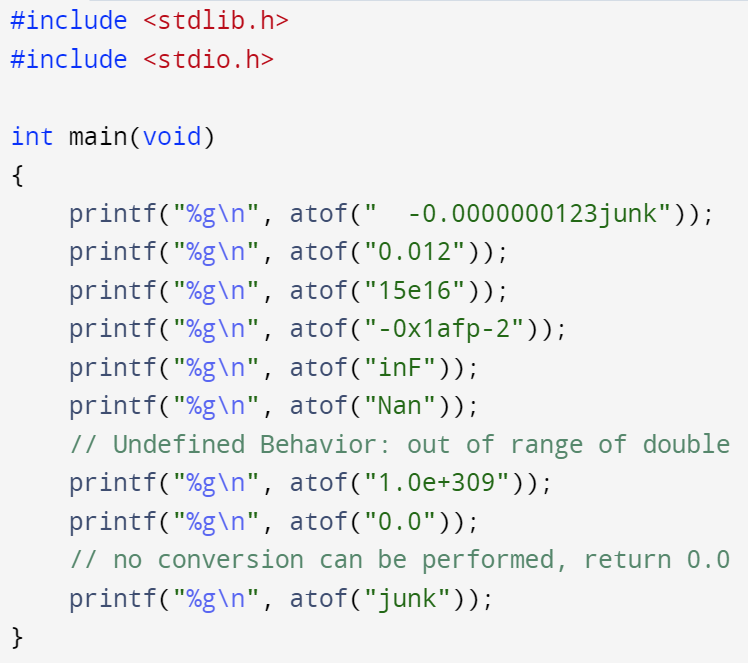 #include <stdlib.h>
#include <stdio.h>

int main(void)
{
    printf("%g\n", atof("  -0.0000000123junk"));
    printf("%g\n", atof("0.012"));
    printf("%g\n", atof("15e16"));
    printf("%g\n", atof("-0x1afp-2"));
    printf("%g\n", atof("inF"));
    printf("%g\n", atof("Nan"));
    // Undefined Behavior: out of range of double
    printf("%g\n", atof("1.0e+309"));
    printf("%g\n", atof("0.0"));
    // no conversion can be performed, return 0.0
    printf("%g\n", atof("junk"));
}